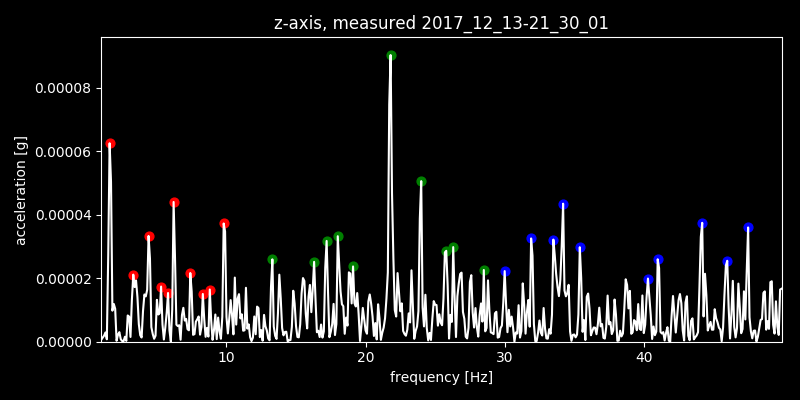 z-axis, measured 2017_12_13-21_30_01
0.00008
0.00006
0.00004
0.00002
0.00000
acceleration [g]
10 20 30 40
frequency [Hz]